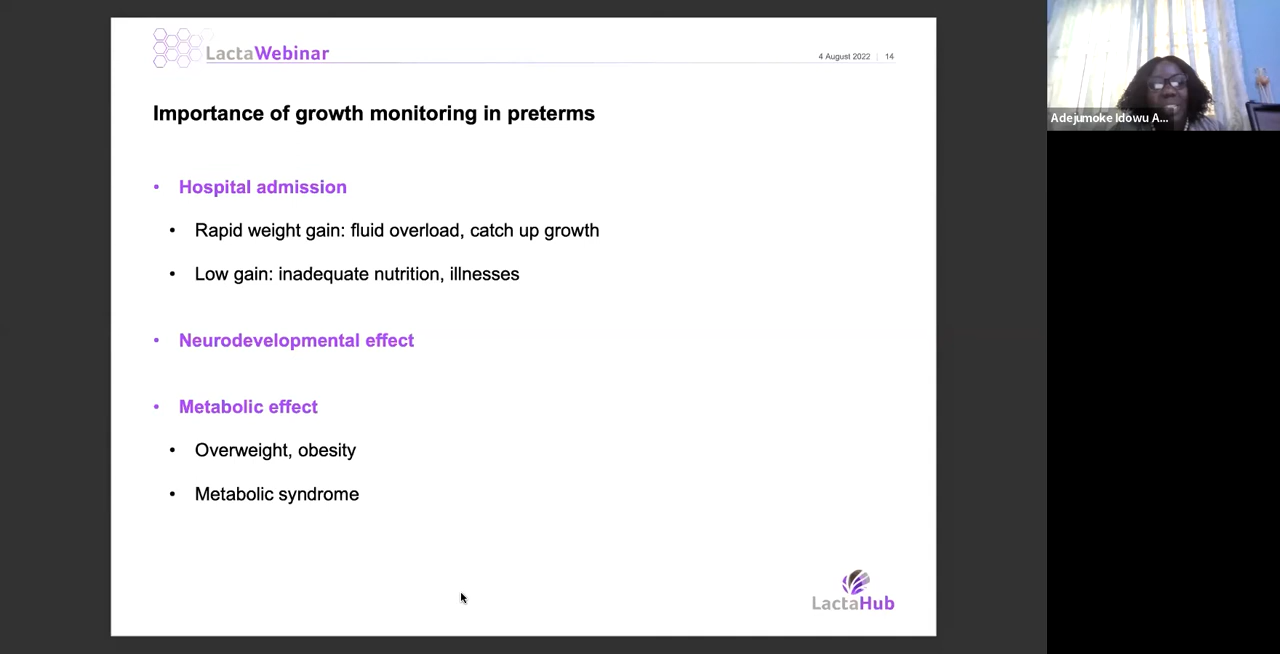 LactaWebinar
4 August 2022 | 14
Importance of growth monitoring in preterms
• Hospital admission
• Rapid weight gain: fluid overload, catch up growth
• Low gain: inadequate nutrition, illnesses
• Neurodevelopmental effect
• Metabolic effect
• Overweight, obesity
• Metabolic syndrome
LactaHub
Adejumoke Idowu A...